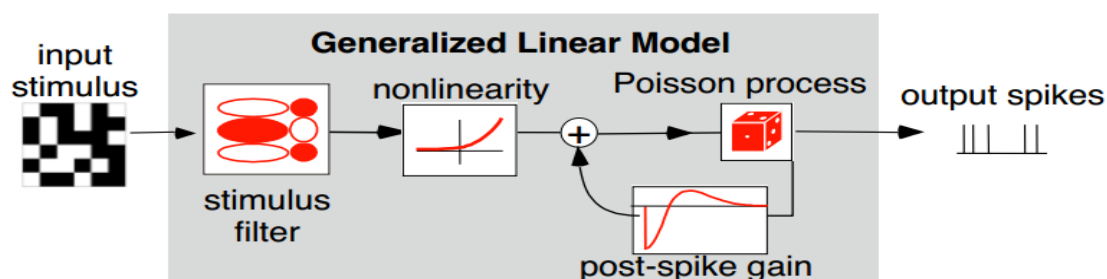 Generalized Linear Model
input
stimulus
nonlinearity
Poisson process
output spikes
+
stimulus
filter
post-spike gain